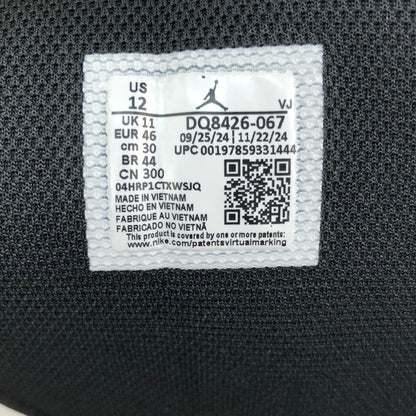 US
12
VJ
UK 11
EUR 46
cm 30
BR 44
CN 300
DQ8426-067
09/25/24 11/22/24
UPC 00197859331444
04HRP1CTXWSJQ
MADE IN VIETNAM
HECHO EN VIETNAM
FABRIQUE AU VIETNAM
FABRICADO NO VIETNÃ
This product is covered by one or more patents
www.nike.com/patentsvirtualmarking